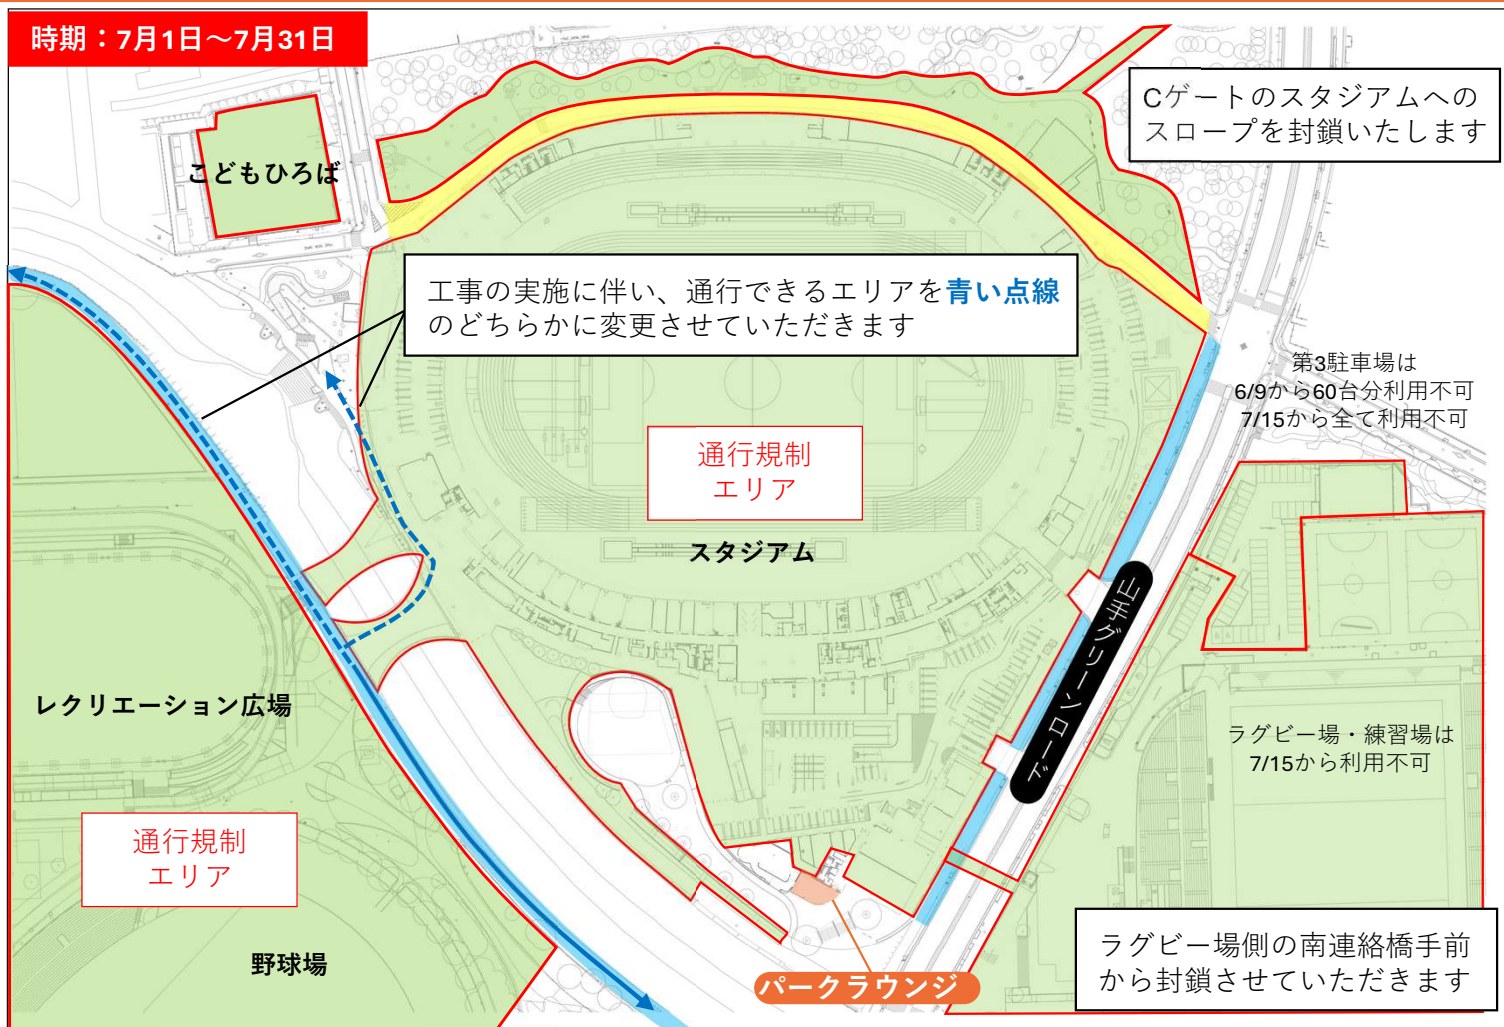 時期：7月1日～7月31日
Cゲートのスタジアムへの
スロープを封鎖いたします
こどもひろば
工事の実施に伴い、通行できるエリアを青い点線
のどちらかに変更させていただきます
第3駐車場は
6/9から60台分利用不可
7/15から全て利用不可
通行規制
エリア
スタジアム
山手グリーンロード
レクリエーション広場
ラグビー場・練習場は
7/15から利用不可
通行規制
エリア
野球場
パークラウンジ
ラグビー場側の南連絡橋手前
から封鎖させていただきます